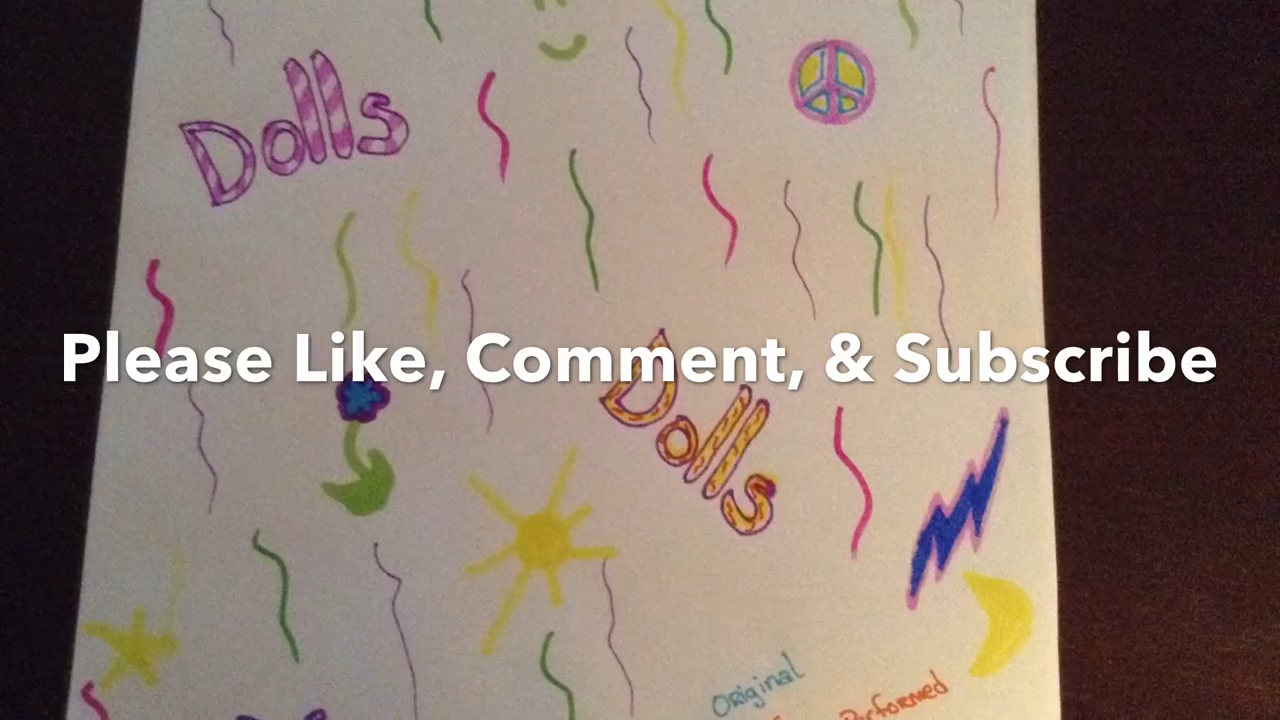 Dolls
Please Like, Comment, & Subscribe
Dolls
Original
Performed